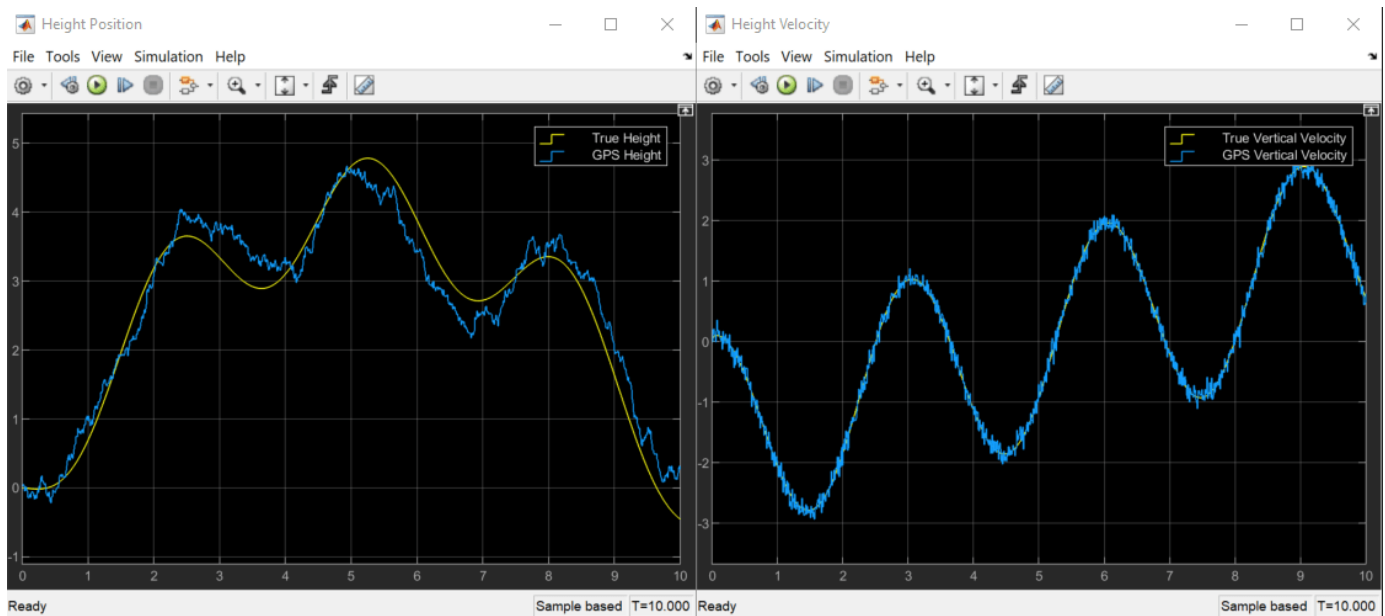 Height Position
File Tools View Simulation Help
True Height
GPS Height
5
4
3
2
1
0
-1
0 1 2 3 4 5 6 7 8 9 10
Ready
Sample based T=10.000
Height Velocity
File Tools View Simulation Help
True Vertical Velocity
GPS Vertical Velocity
3
2
1
0
-1
-2
-3
0 1 2 3 4 5 6 7 8 9 10
Ready
Sample based T=10.000